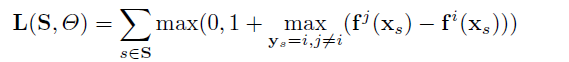 L(S, Θ) = ∑_{s∈S} max(0, 1 + max_{y_s=i,j≠i} (f^j(x_s) − f^i(x_s)))